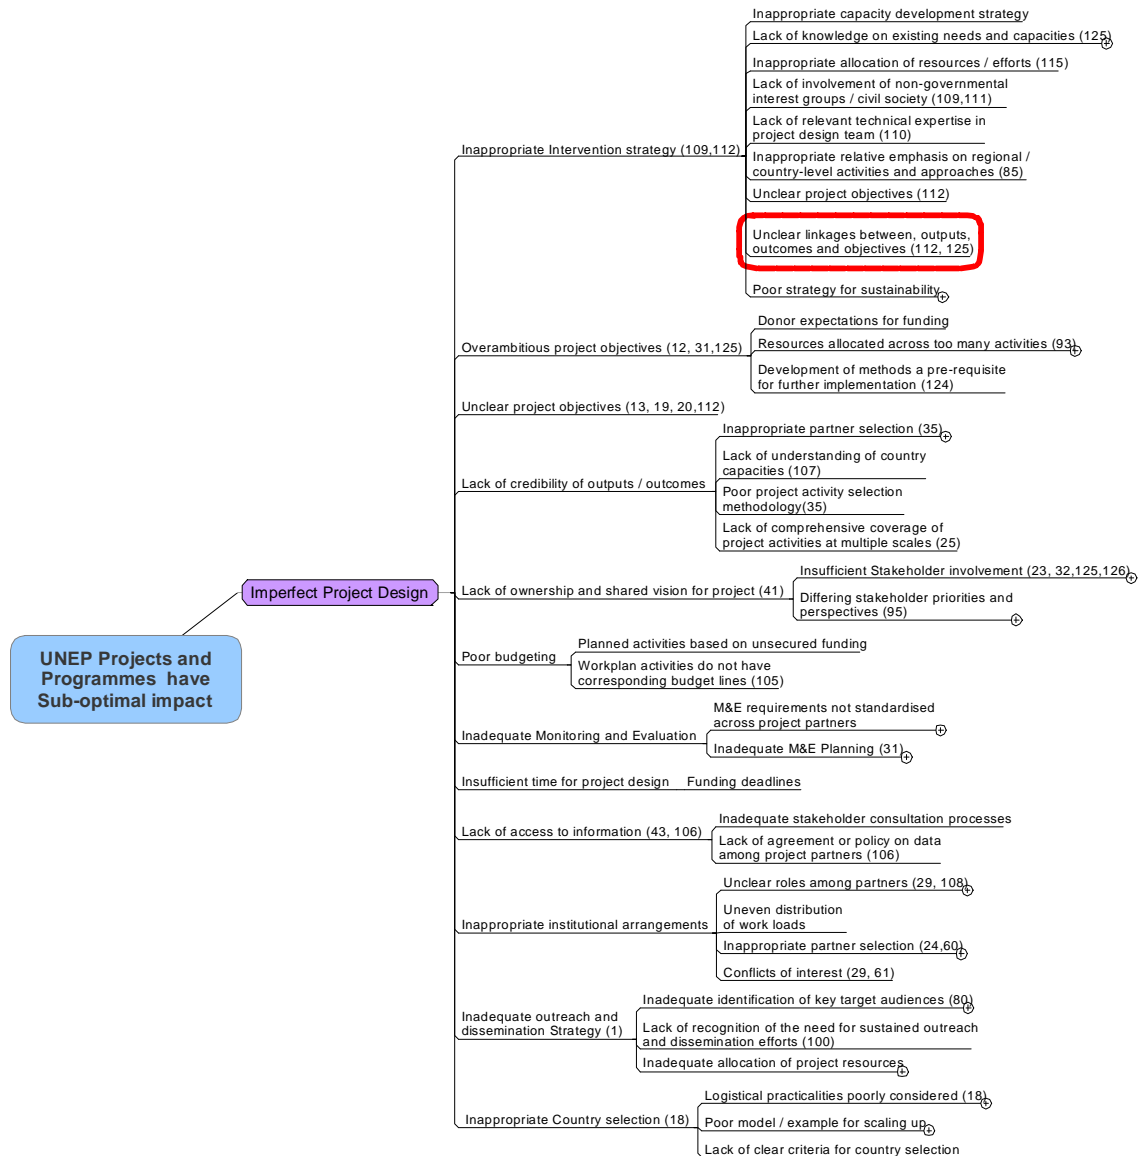 Inappropriate capacity development strategy
Lack of knowledge on existing needs and capacities (125)
Inappropriate allocation of resources / efforts (115)
Lack of involvement of non-governmental
interest groups / civil society (109,111)
Lack of relevant technical expertise in
project design team (110)
Inappropriate Intervention strategy (109,112)
Inappropriate relative emphasis on regional /
country-level activities and approaches (85)
Unclear project objectives (112)
Unclear linkages between, outputs,
outcomes and objectives (112, 125)
Poor strategy for sustainability
Donor expectations for funding
Overambitious project objectives (12, 31,125)
Resources allocated across too many activities (93)
Development of methods a pre-requisite
for further implementation (124)
Unclear project objectives (13, 19, 20,112)
Inappropriate partner selection (35)
Lack of understanding of country
capacities (107)
Lack of credibility of outputs / outcomes
Poor project activity selection
methodology(35)
Lack of comprehensive coverage of
project activities at multiple scales (25)
Imperfect Project Design
Lack of ownership and shared vision for project (41)
Insufficient Stakeholder involvement (23, 32,125,126)
Differing stakeholder priorities and
perspectives (95)
UNEP Projects and
Programmes have
Sub-optimal impact
Poor budgeting
Planned activities based on unsecured funding
Workplan activities do not have
corresponding budget lines (105)
Inadequate Monitoring and Evaluation
M&E requirements not standardised
across project partners
Inadequate M&E Planning (31)
Insufficient time for project design
Funding deadlines
Lack of access to information (43, 106)
Inadequate stakeholder consultation processes
Lack of agreement or policy on data
among project partners (106)
Inappropriate institutional arrangements
Unclear roles among partners (29, 108)
Uneven distribution
of work loads
Inappropriate partner selection (24,60)
Conflicts of interest (29, 61)
Inadequate outreach and
dissemination Strategy (1)
Inadequate identification of key target audiences (80)
Lack of recognition of the need for sustained outreach
and dissemination efforts (100)
Inadequate allocation of project resources
Inappropriate Country selection (18)
Logistical practicalities poorly considered (18)
Poor model / example for scaling up
Lack of clear criteria for country selection